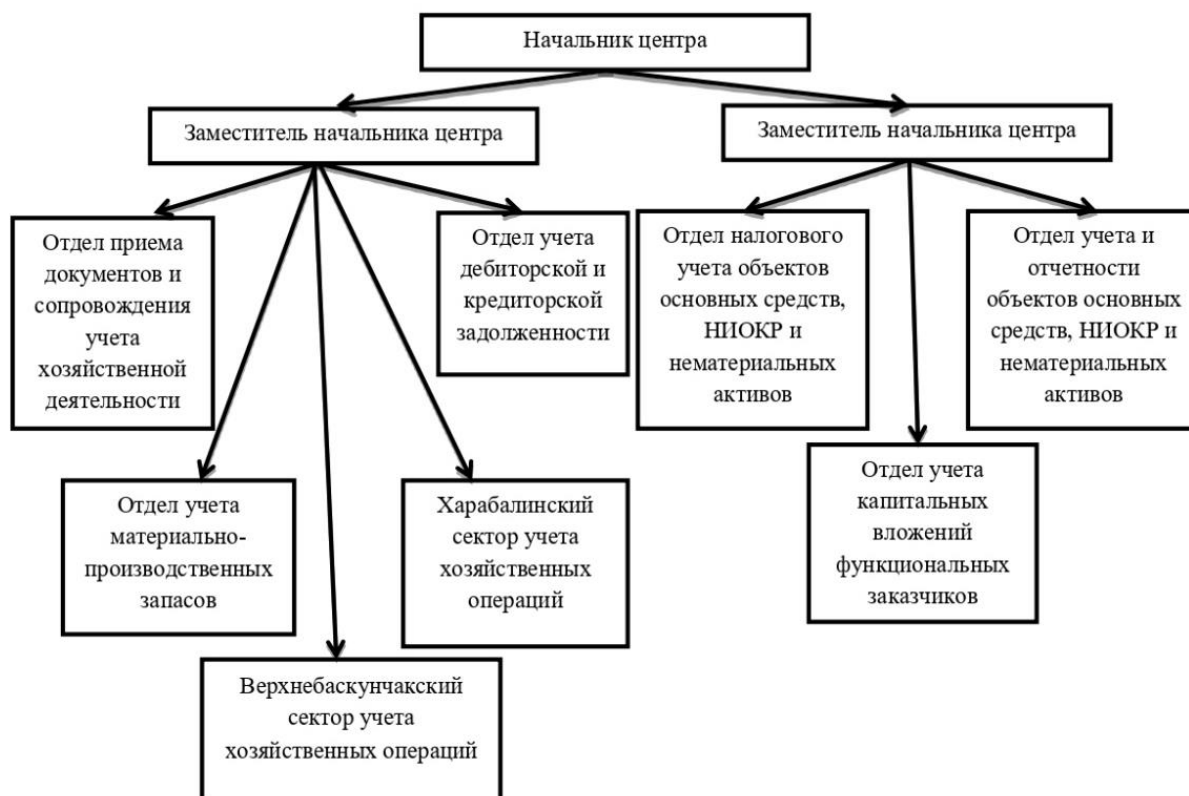 Начальник центра
Заместитель начальника центра
Заместитель начальника центра
Отдел приема
документов и
сопровождения
учета
хозяйственной
деятельности
Отдел учета
дебиторской и
кредиторской
задолженности
Отдел налогового
учета объектов
основных средств,
НИОКР и
нематериальных
активов
Отдел учета и
отчетности
объектов основных
средств, НИОКР и
нематериальных
активов
Отдел учета
материально-
производственных
запасов
Харабалинский
сектор учета
хозяйственных
операций
Отдел учета
капитальных
вложений
функциональных
заказчиков
Верхнебаскунчакский
сектор учета
хозяйственных операций